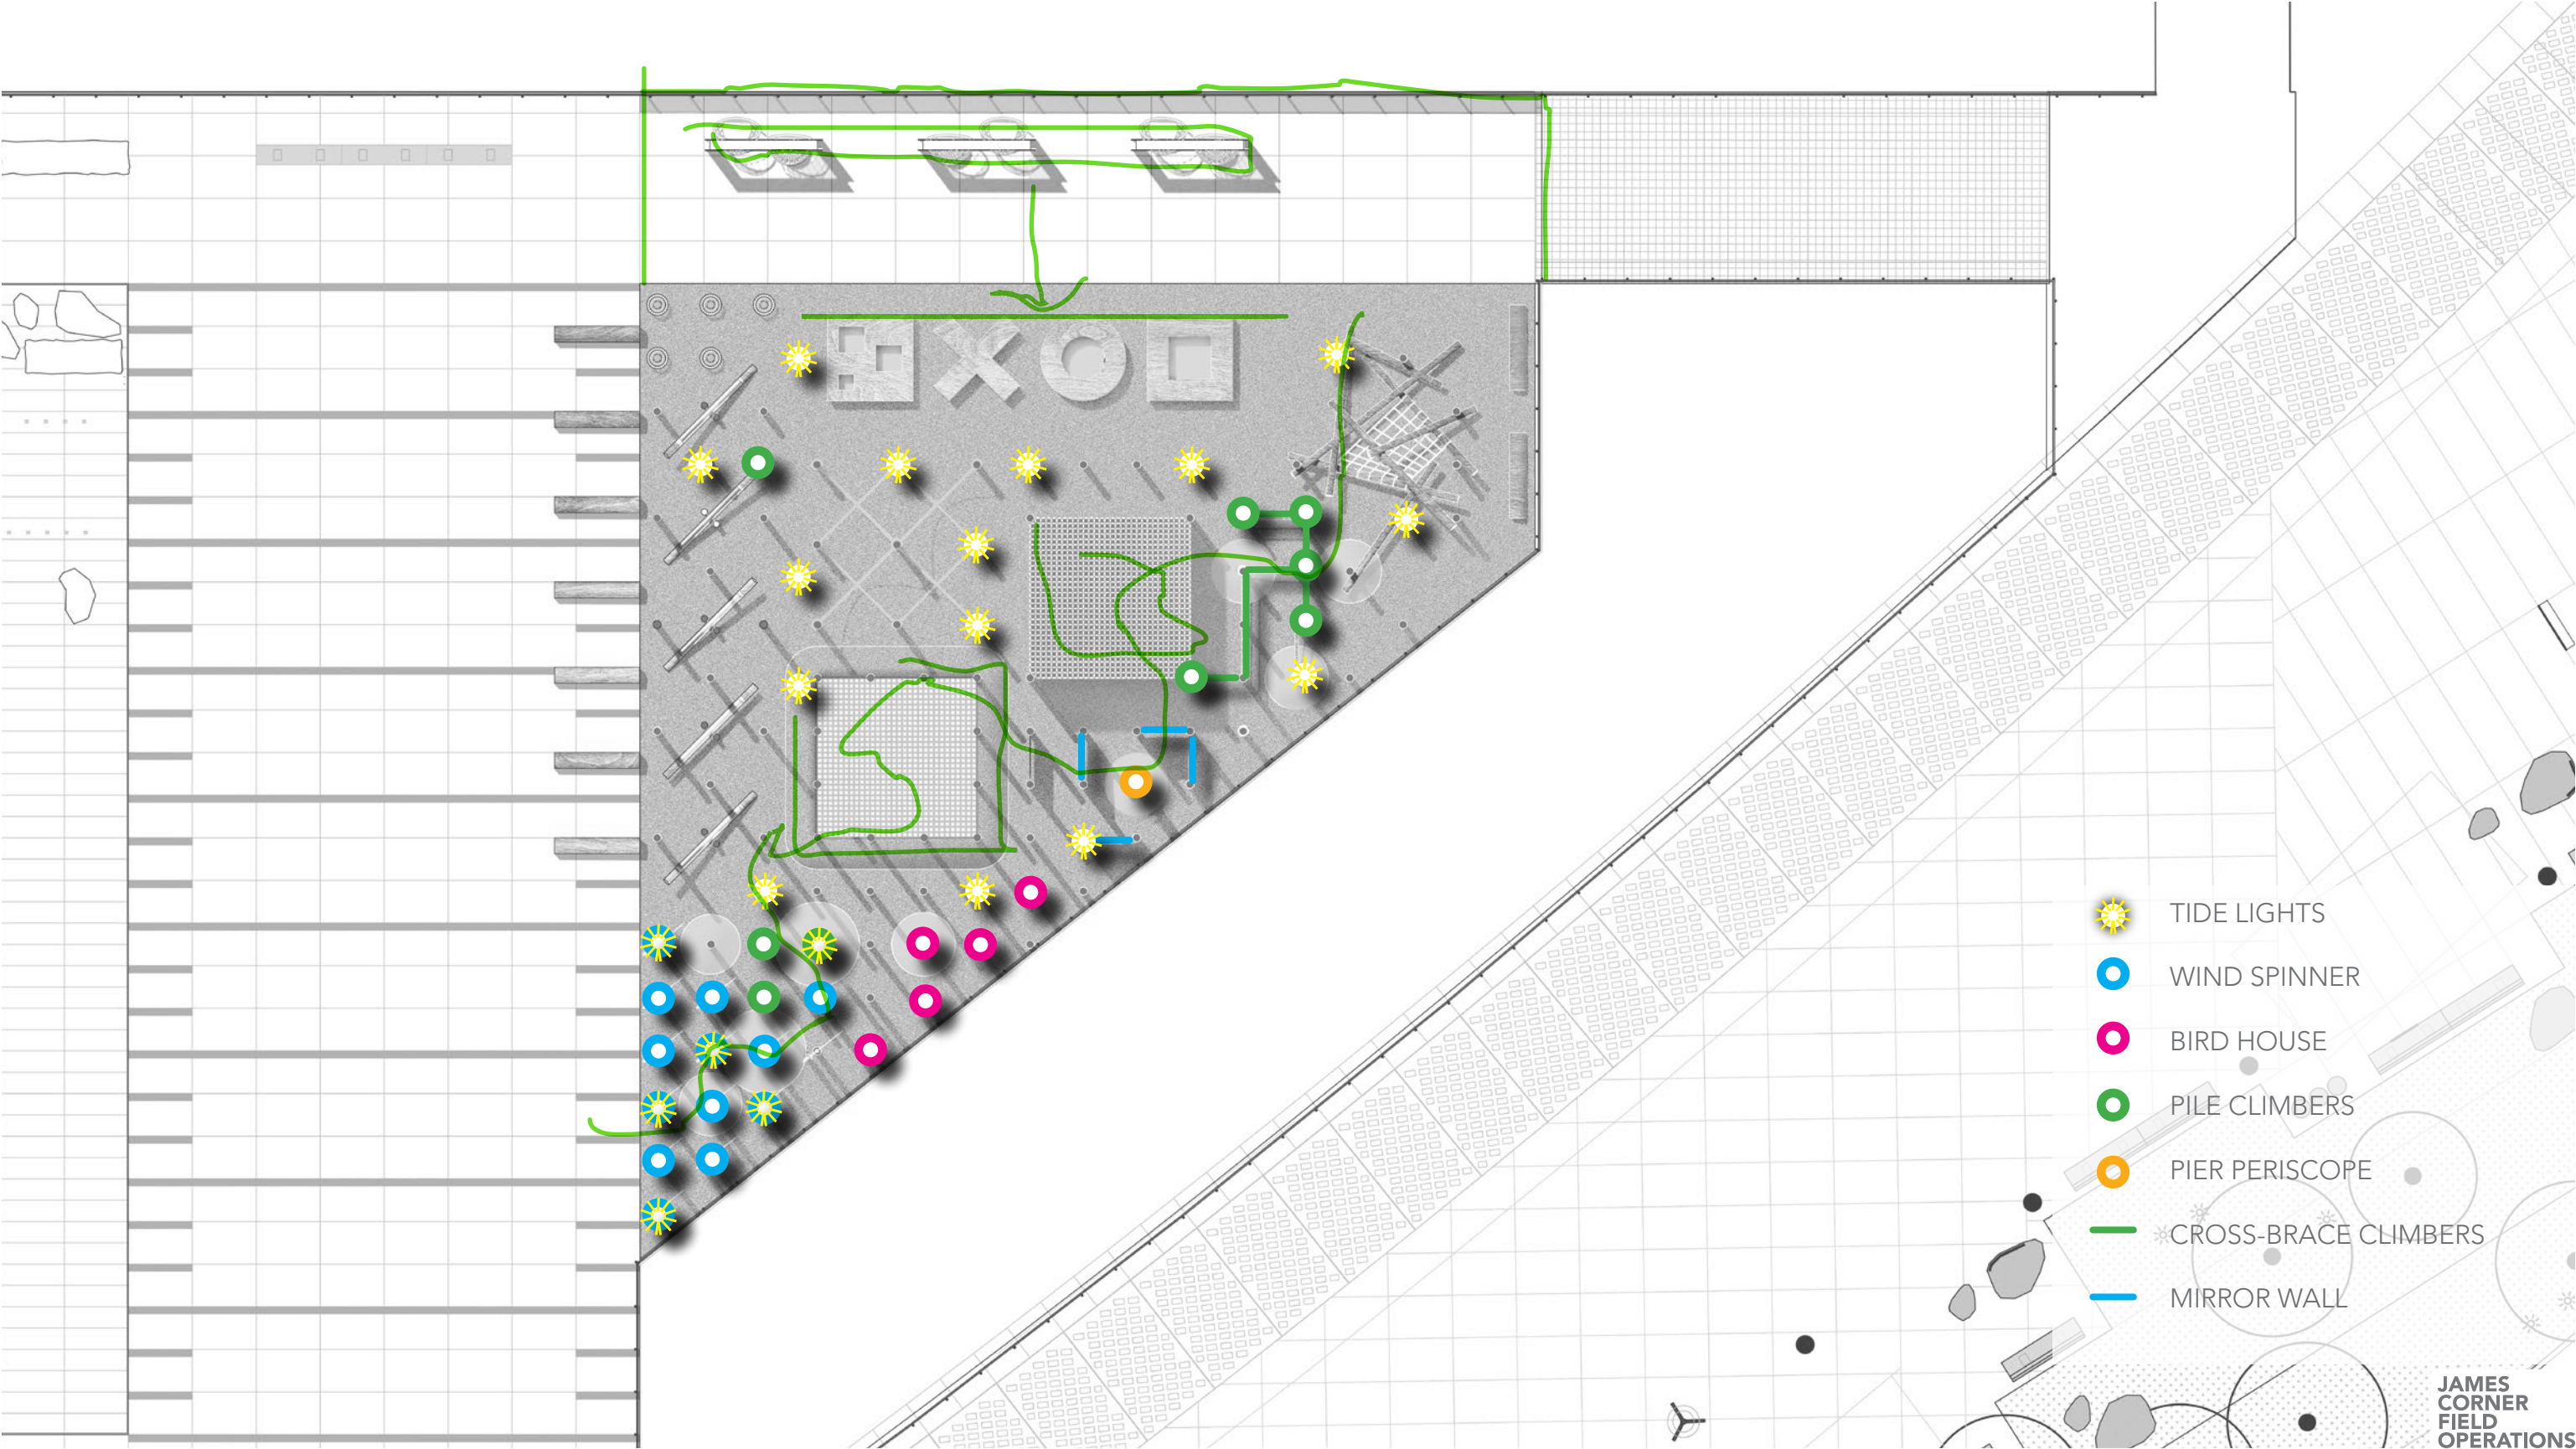 TIDE LIGHTS
WIND SPINNER
BIRD HOUSE
PILE CLIMBERS
PIER PERISCOPE
CROSS-BRACE CLIMBERS
MIRROR WALL
JAMES
CORNER
FIELD
OPERATIONS